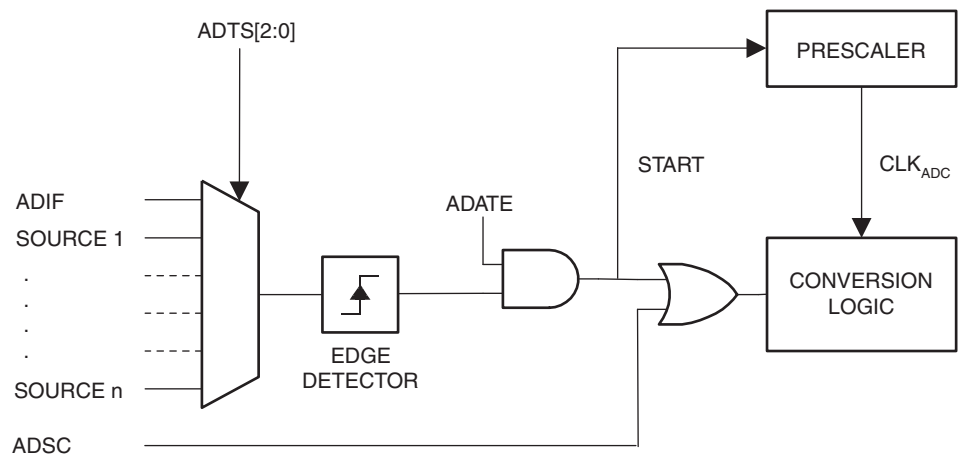 ADTS[2:0]
PRESCALER
START
CLKADC
ADIF
ADATE
SOURCE 1
.
.
.
.
CONVERSION
LOGIC
EDGE
DETECTOR
SOURCE n
ADSC